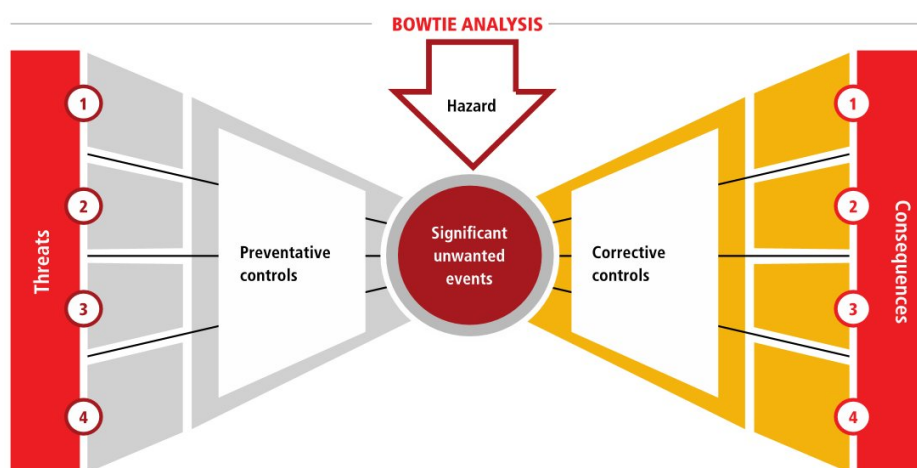 BOWTIE ANALYSIS
Hazard
Threats
1
2
3
4
Preventative
controls
Significant
unwanted
events
Corrective
controls
1
2
3
4
Consequences